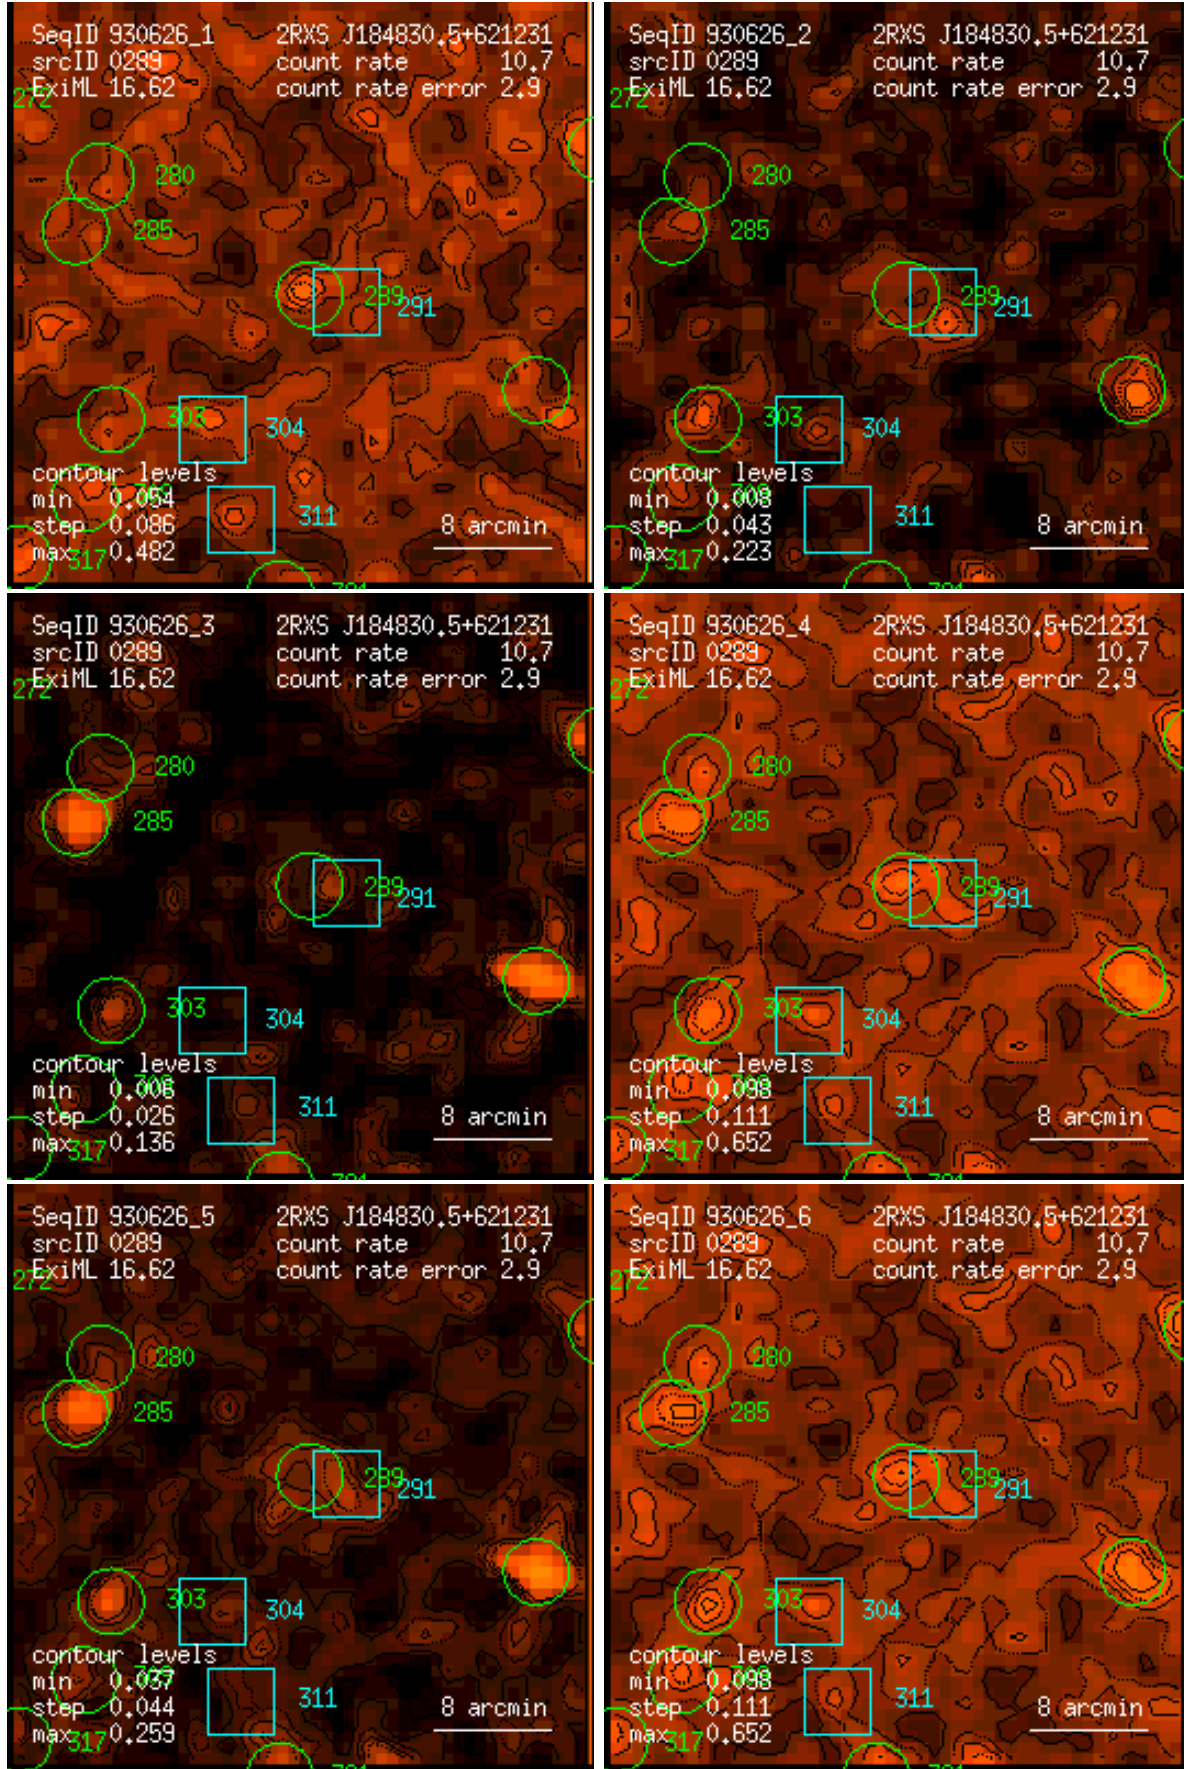 SeqID 930626_1 2RXS J184830.5+621231
srcID 0289 count rate 10.7
ExiML 16.62 count rate error 2.9
272
280
285
289
291
303
304
contour levels
min 0.054
311
step 0.086 8 arcmin
max 0.482
317
SeqID 930626_2 2RXS J184830.5+621231
srcID 0289 count rate 10.7
ExiML 16.62 count rate error 2.9
272
280
285
289
291
303
304
contour levels
min 0.008
311
step 0.043 8 arcmin
max 0.223
317
SeqID 930626_3 2RXS J184830.5+621231
srcID 0289 count rate 10.7
ExiML 16.62 count rate error 2.9
272
280
285
289
291
303
304
contour levels
min 0.006
311
step 0.026 8 arcmin
max 0.136
317
SeqID 930626_4 2RXS J184830.5+621231
srcID 0289 count rate 10.7
ExiML 16.62 count rate error 2.9
272
280
285
289
291
303
304
contour levels
min 0.098
311
step 0.111 8 arcmin
max 0.652
317
SeqID 930626_5 2RXS J184830.5+621231
srcID 0289 count rate 10.7
ExiML 16.62 count rate error 2.9
272
280
285
289
291
303
304
contour levels
min 0.037
311
step 0.044 8 arcmin
max 0.259
317
SeqID 930626_6 2RXS J184830.5+621231
srcID 0289 count rate 10.7
ExiML 16.62 count rate error 2.9
272
280
285
289
291
303
304
contour levels
min 0.098
311
step 0.111 8 arcmin
max 0.652
317